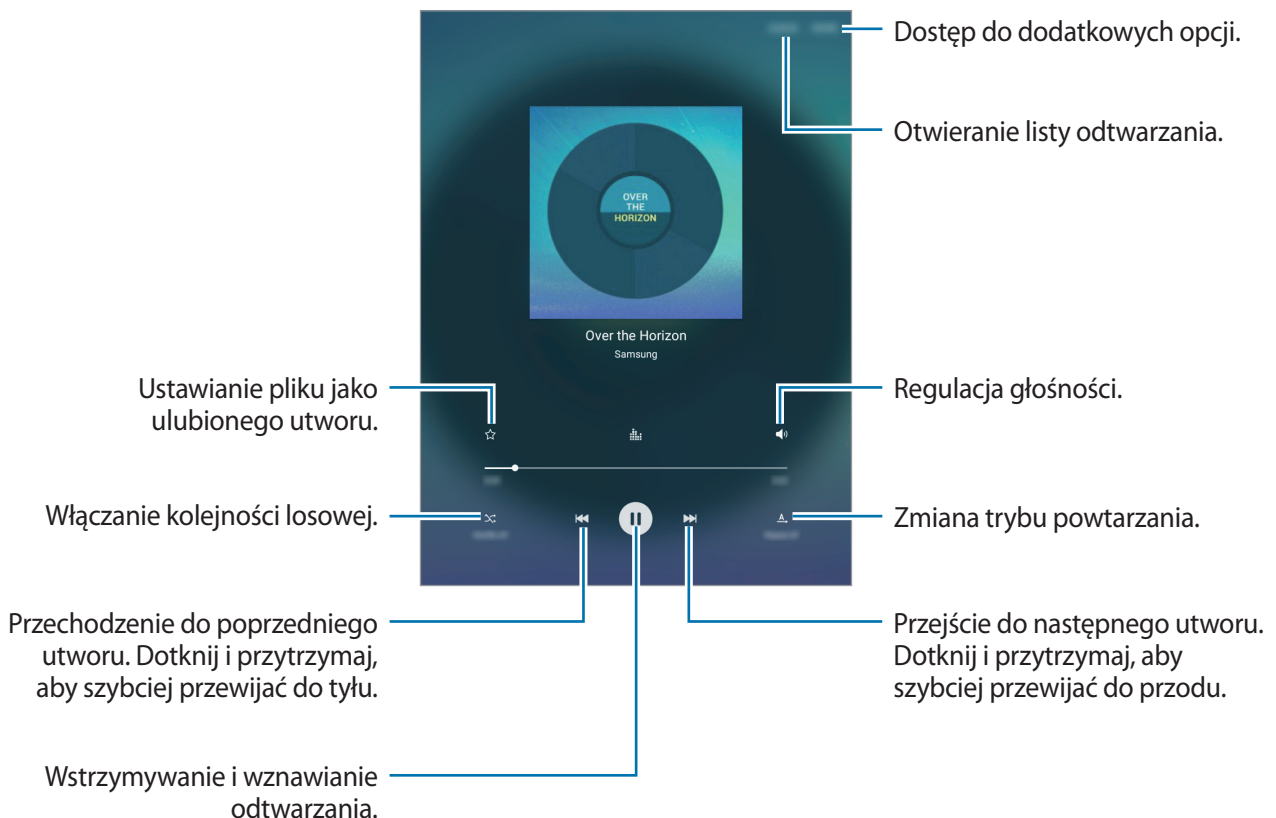 Dostęp do dodatkowych opcji.
Otwieranie listy odtwarzania.
OVER
THE
HORIZON
Over the Horizon
Samsung
Ustawianie pliku jako
ulubionego utworu.
Regulacja głośności.
Włączanie kolejności losowej.
A
Zmiana trybu powtarzania.
Przechodzenie do poprzedniego
utworu. Dotknij i przytrzymaj,
aby szybciej przewijać do tyłu.
Przejście do następnego utworu.
Dotknij i przytrzymaj, aby
szybciej przewijać do przodu.
Wstrzymywanie i wznawianie
odtwarzania.